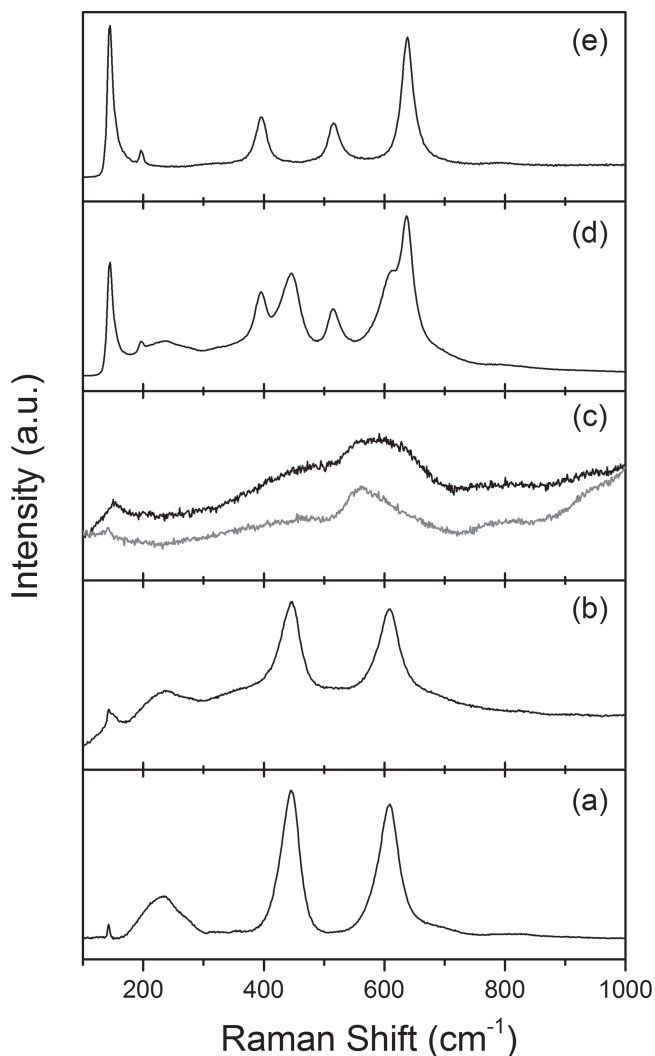 (e)
(d)
(c)
(b)
(a)
Intensity (a.u.)
200 400 600 800 1000
Raman Shift (cm⁻¹)